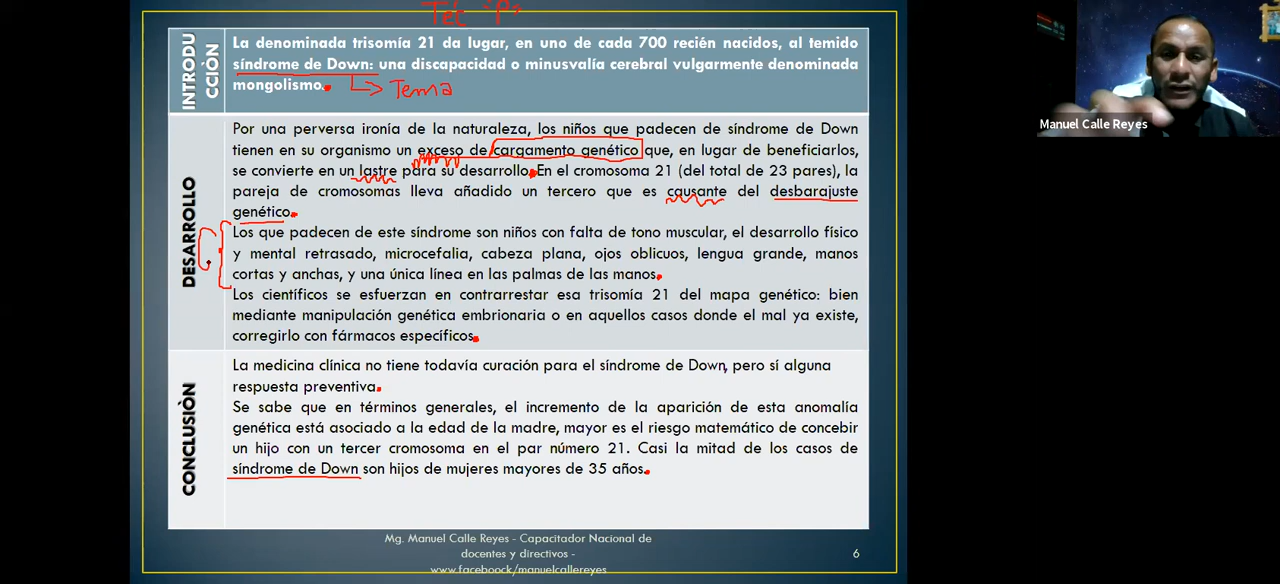 Téc
INTRODU
CCIÓN
La denominada trisomía 21 da lugar, en uno de cada 700 recién nacidos, al temido
síndrome de Down: una discapacidad o minusvalía cerebral vulgarmente denominada
mongolismo.
Tema
DESARROLLO
Por una perversa ironía de la naturaleza, los niños que padecen de síndrome de Down
tienen en su organismo un exceso de cargamento genético que, en lugar de beneficiarlos,
se convierte en un lastre para su desarrollo. En el cromosoma 21 (del total de 23 pares), la
pareja de cromosomas lleva añadido un tercero que es causante del desbarajuste
genético.
Los que padecen de este síndrome son niños con falta de tono muscular, el desarrollo físico
y mental retrasado, microcefalia, cabeza plana, ojos oblicuos, lengua grande, manos
cortas y anchas, y una única línea en las palmas de las manos.
Los científicos se esfuerzan en contrarrestar esa trisomía 21 del mapa genético: bien
mediante manipulación genética embrionaria o en aquellos casos donde el mal ya existe,
corregirlo con fármacos específicos.
CONCLUSIÒN
La medicina clínica no tiene todavía curación para el síndrome de Down, pero sí alguna
respuesta preventiva.
Se sabe que en términos generales, el incremento de la aparición de esta anomalía
genética está asociado a la edad de la madre, mayor es el riesgo matemático de concebir
un hijo con un tercer cromosoma en el par número 21. Casi la mitad de los casos de
síndrome de Down son hijos de mujeres mayores de 35 años.
Mg. Manuel Calle Reyes - Capacitador Nacional de
docentes y directivos -
www.faceboock/manuelcallereyes
6
Manuel Calle Reyes